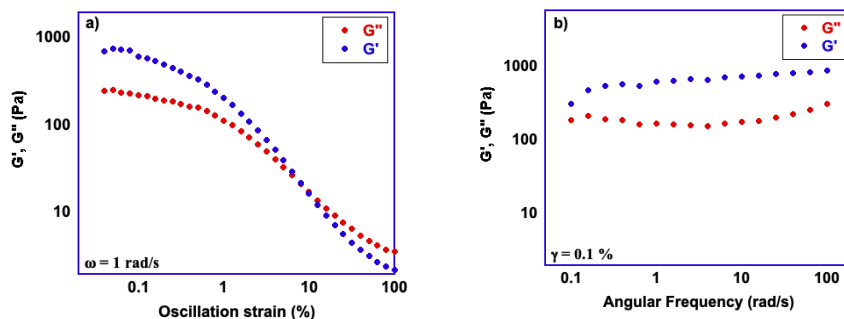 a)
G"
G'
1000
100
10
G', G" (Pa)
ω = 1 rad/s
0.1
1
10
100
Oscillation strain (%)
b)
G"
G'
1000
100
10
G', G" (Pa)
γ = 0.1 %
0.1
1
10
100
Angular Frequency (rad/s)